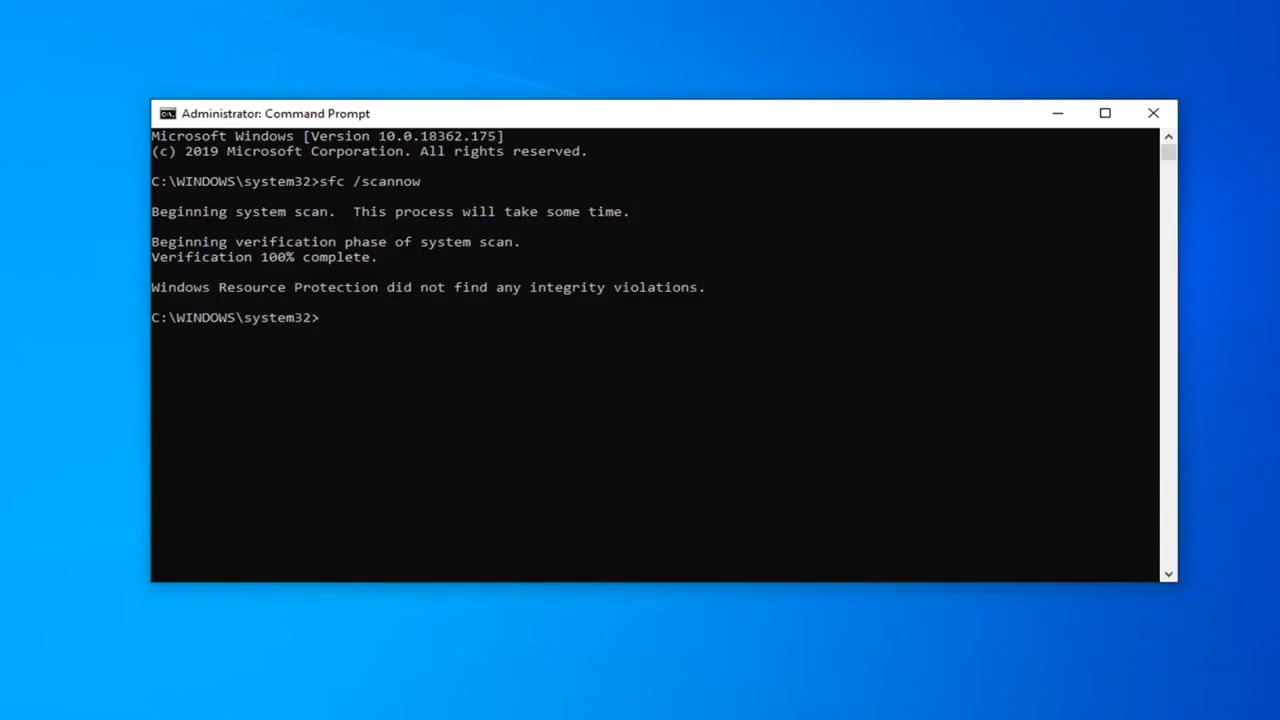 Administrator: Command Prompt
Microsoft Windows [Version 10.0.18362.175]
(c) 2019 Microsoft Corporation. All rights reserved.
C:\WINDOWS\system32>sfc /scannow
Beginning system scan.  This process will take some time.
Beginning verification phase of system scan.
Verification 100% complete.
Windows Resource Protection did not find any integrity violations.
C:\WINDOWS\system32>